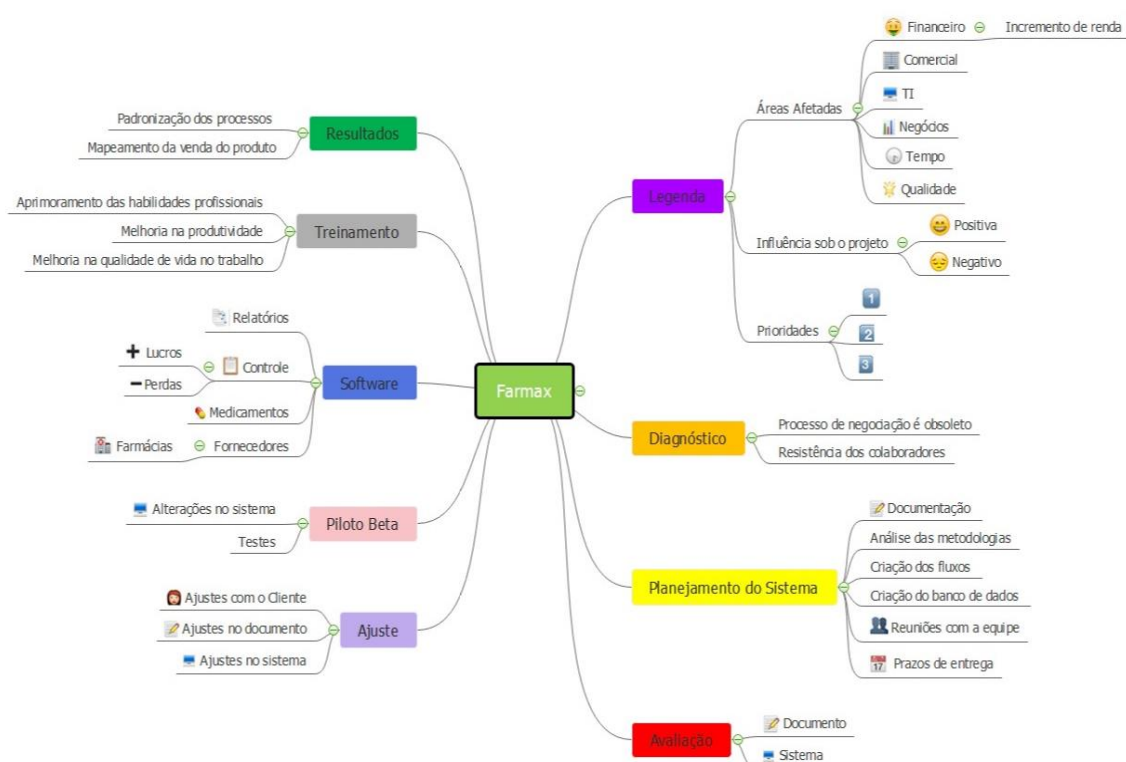 Farmax
Resultados
Padronização dos processos
Mapeamento da venda do produto
Treinamento
Aprimoramento das habilidades profissionais
Melhoria na produtividade
Melhoria na qualidade de vida no trabalho
Software
Relatórios
Controle
Lucros
Perdas
Medicamentos
Fornecedores
Farmácias
Piloto Beta
Alterações no sistema
Testes
Ajuste
Ajustes com o Cliente
Ajustes no documento
Ajustes no sistema
Legenda
Áreas Afetadas
Financeiro
Incremento de renda
Comercial
TI
Negócios
Tempo
Qualidade
Influência sob o projeto
Positiva
Negativo
Prioridades
1
2
3
Diagnóstico
Processo de negociação é obsoleto
Resistência dos colaboradores
Planejamento do Sistema
Documentação
Análise das metodologias
Criação dos fluxos
Criação do banco de dados
Reuniões com a equipe
17
Prazos de entrega
Avaliação
Documento
Sistema